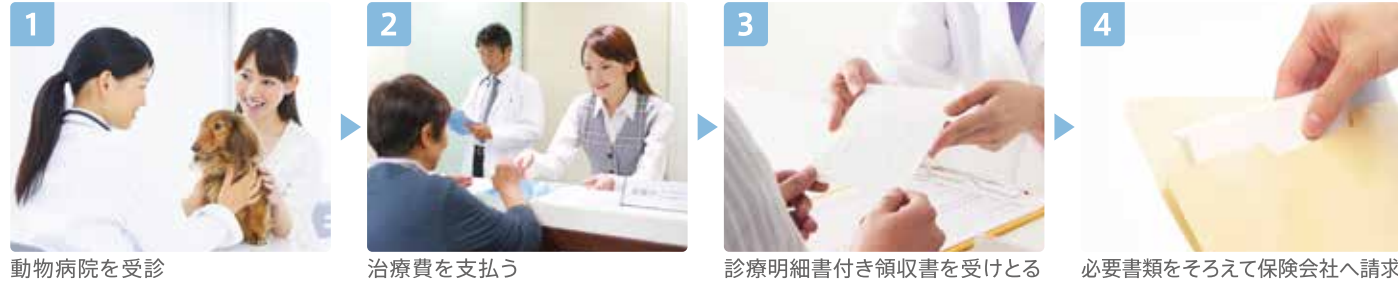 1
2
3
4
動物病院を受診
治療費を支払う
診療明細書付き領収書を受けとる
必要書類をそろえて保険会社へ請求